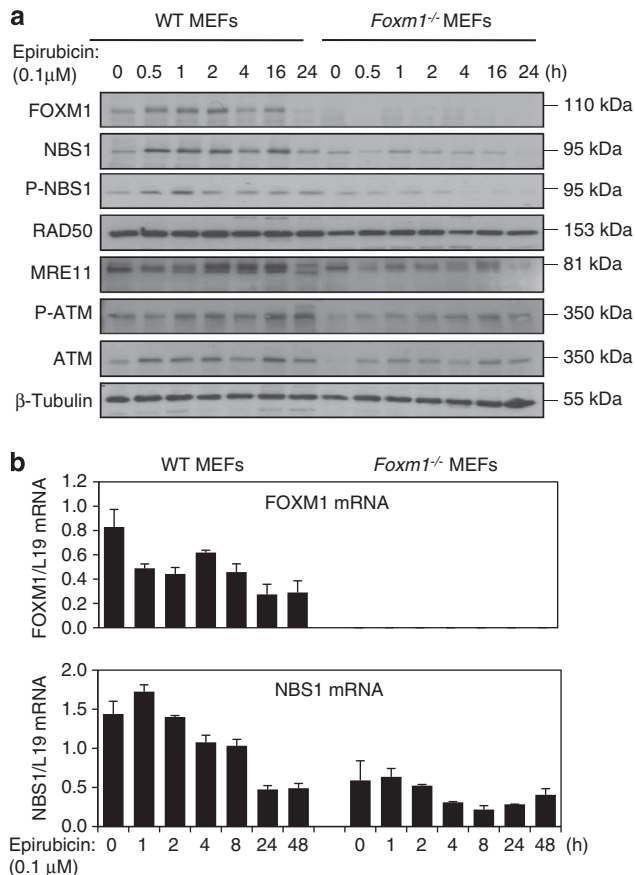 a
WT MEFs Foxm1-/- MEFs
Epirubicin:
(0.1μM) 0 0.5 1 2 4 16 24 0 0.5 1 2 4 16 24 (h)
FOXM1 110 kDa
NBS1 95 kDa
P-NBS1 95 kDa
RAD50 153 kDa
MRE11 81 kDa
P-ATM 350 kDa
ATM 350 kDa
β-Tubulin 55 kDa
b
WT MEFs Foxm1-/- MEFs
FOXM1/L19 mRNA
1.2
1.0
0.8
0.6
0.4
0.2
0.0
FOXM1 mRNA
NBS1/L19 mRNA
2.0
1.5
1.0
0.5
0.0
NBS1 mRNA
Epirubicin: 0 1 2 4 8 24 48 0 1 2 4 8 24 48 (h)
(0.1 μM)